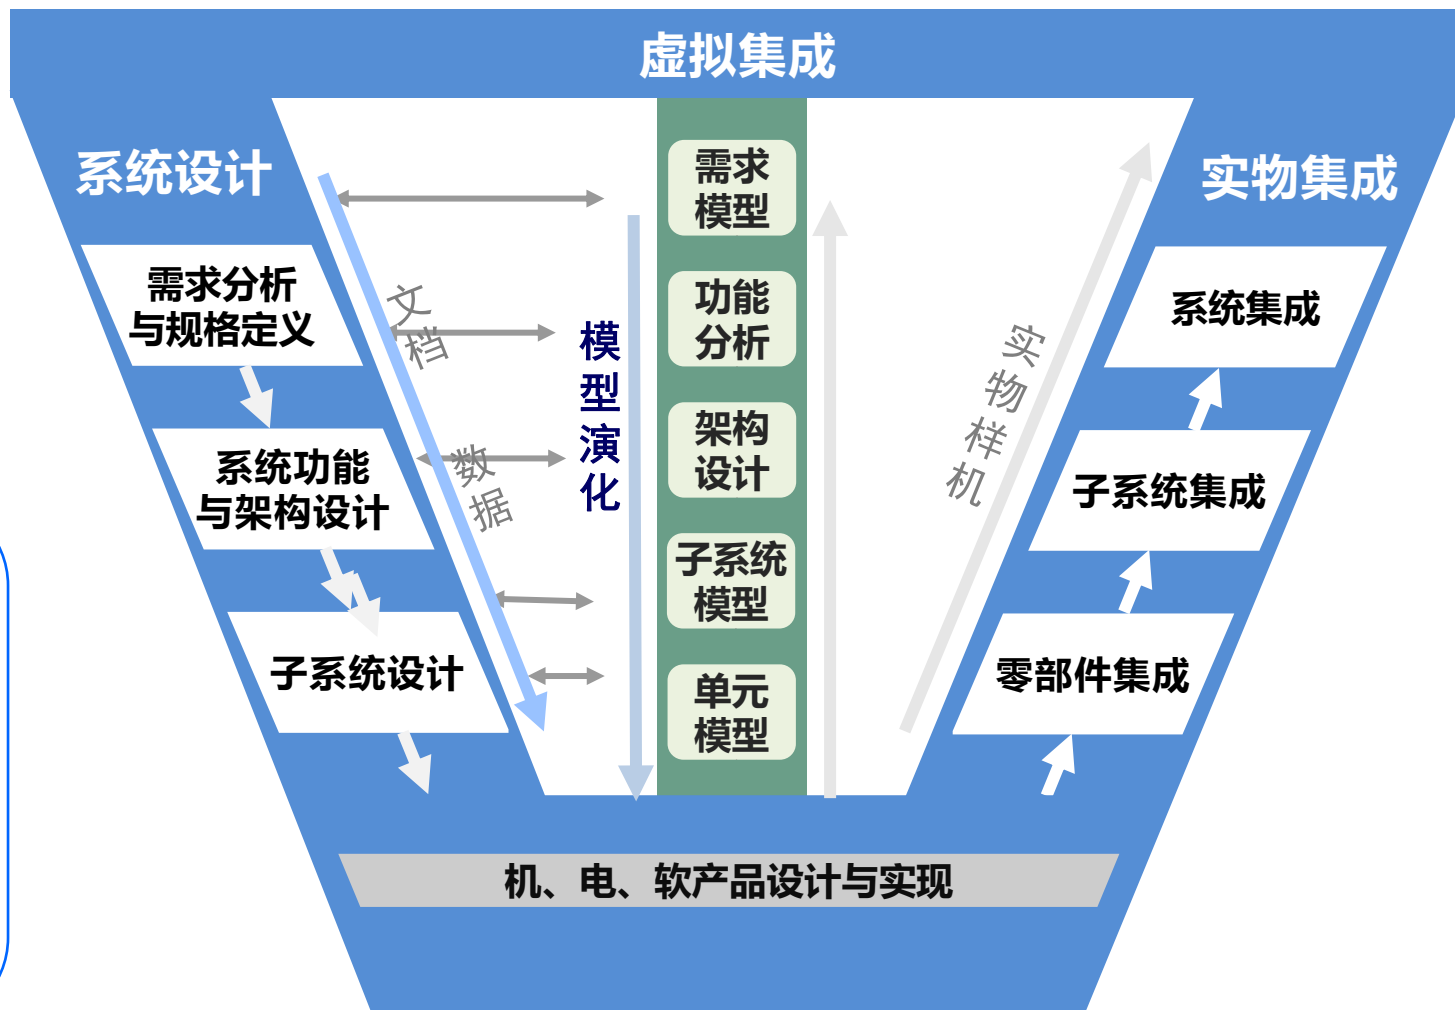 虚拟集成
系统设计
需求分析
与规格定义
系统功能
与架构设计
子系统设计
文档
数据
模型演化
需求
模型
功能
分析
架构
设计
子系统
模型
单元
模型
实物样机
实物集成
系统集成
子系统集成
零部件集成
机、电、软产品设计与实现